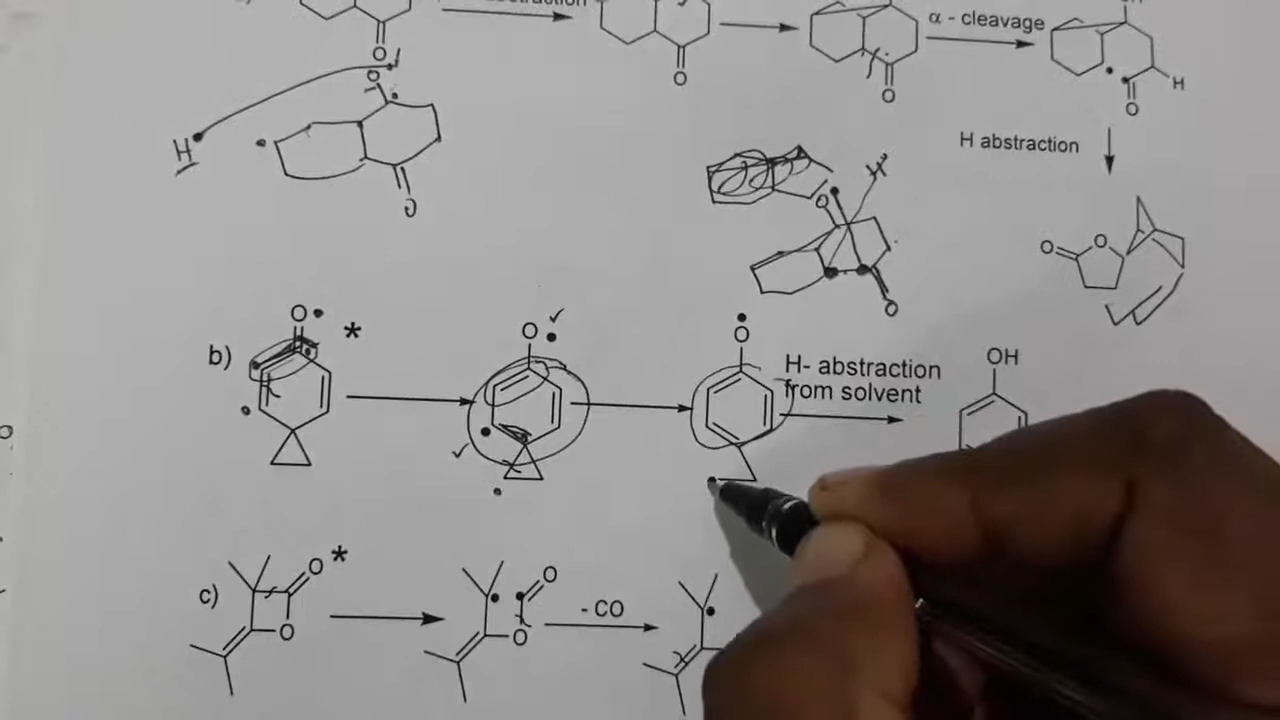 α - cleavage
O
O
O
O
H
O
H
H
O
H abstraction
O
O
O
O
O
b)
O
*
O
O
H- abstraction
from solvent
OH
c)
O
*
O
O
O
- CO